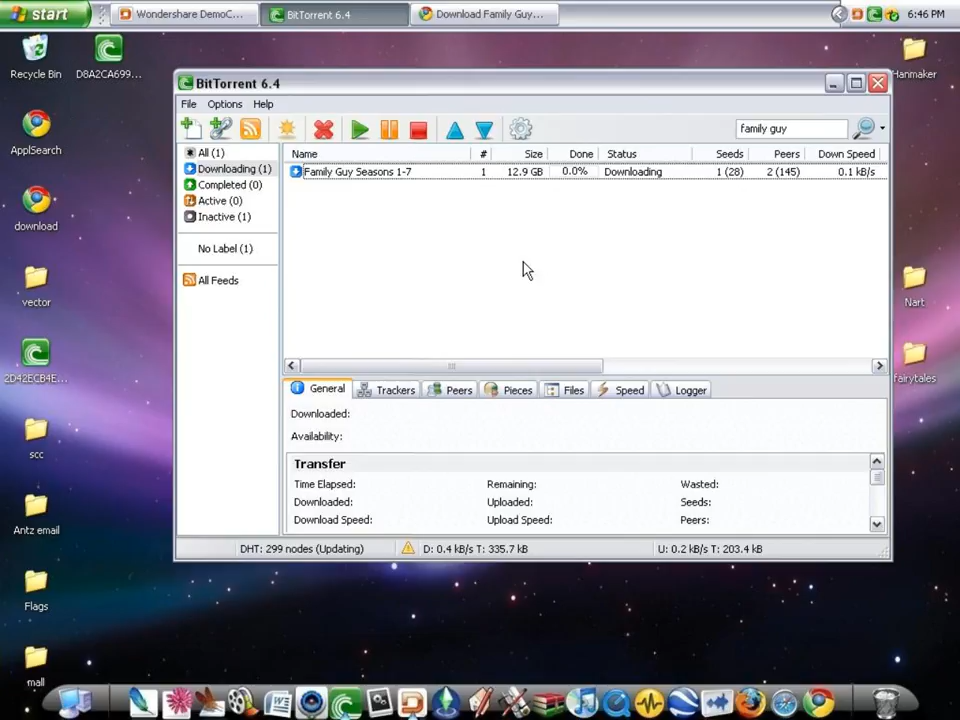 start
Wondershare DemoC...
BitTorrent 6.4
Download Family Guy...
6:46 PM
Recycle Bin
D8A2CA699...
Hanmaker
ApplSearch
download
vector
2D42ECB4E...
scc
Antz email
Flags
mall
Nart
fairytales
BitTorrent 6.4
File Options Help
family guy
All (1)
Downloading (1)
Completed (0)
Active (0)
Inactive (1)
No Label (1)
All Feeds
Name # Size Done Status Seeds Peers Down Speed
Family Guy Seasons 1-7 1 12.9 GB 0.0% Downloading 1 (28) 2 (145) 0.1 kB/s
General Trackers Peers Pieces Files Speed Logger
Downloaded:
Availability:
Transfer
Time Elapsed: Remaining: Wasted:
Downloaded: Uploaded: Seeds:
Download Speed: Upload Speed: Peers:
DHT: 299 nodes (Updating) D: 0.4 kB/s T: 335.7 kB U: 0.2 kB/s T: 203.4 kB